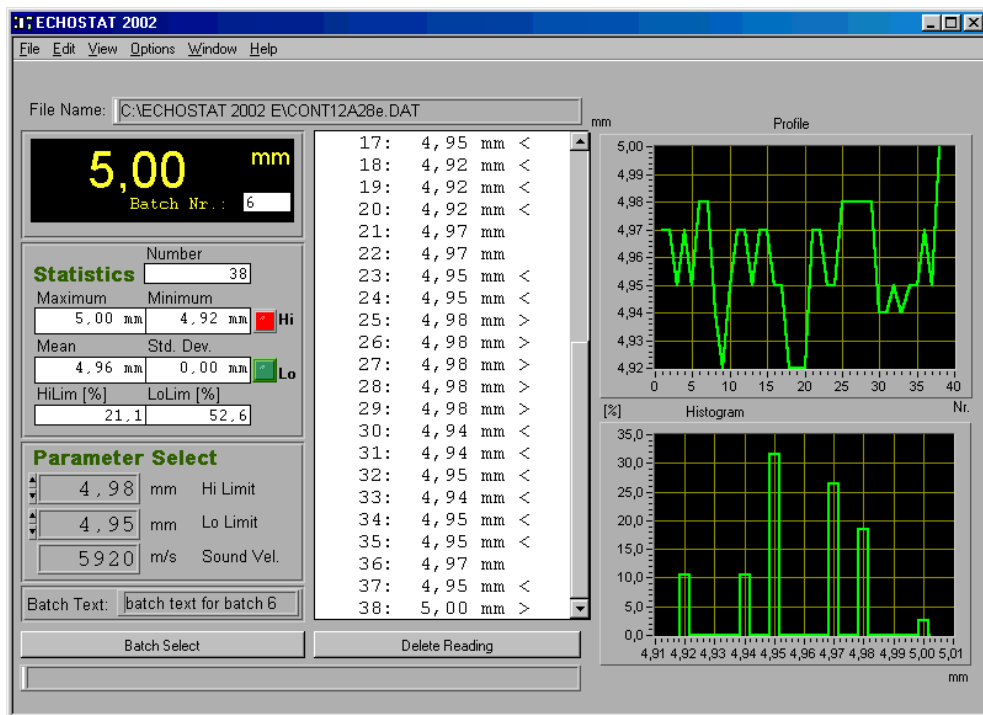 ECHOSTAT 2002
File Edit View Options Window Help
File Name: C:\ECHOSTAT 2002 E\CONT12A28e.DAT
5,00 mm
Batch Nr.: 6
Statistics
Number
38
Maximum Minimum
5,00 mm 4,92 mm Hi
Mean Std. Dev.
4,96 mm 0,00 mm Lo
HiLim [%] LoLim [%]
21,1 52,6
Parameter Select
4,98 mm Hi Limit
4,95 mm Lo Limit
5920 m/s Sound Vel.
Batch Text: batch text for batch 6
Batch Select
17: 4,95 mm <
18: 4,92 mm <
19: 4,92 mm <
20: 4,92 mm <
21: 4,97 mm
22: 4,97 mm
23: 4,95 mm <
24: 4,95 mm <
25: 4,98 mm >
26: 4,98 mm >
27: 4,98 mm >
28: 4,98 mm >
29: 4,98 mm >
30: 4,94 mm <
31: 4,94 mm <
32: 4,95 mm <
33: 4,94 mm <
34: 4,95 mm <
35: 4,95 mm <
36: 4,97 mm
37: 4,95 mm <
38: 5,00 mm >
Delete Reading
mm Profile
5,00
4,99
4,98
4,97
4,96
4,95
4,94
4,93
4,92
0 5 10 15 20 25 30 35 40
Nr.
[%] Histogram
35,0
30,0
25,0
20,0
15,0
10,0
5,0
0,0
4,91 4,92 4,93 4,94 4,95 4,96 4,97 4,98 4,99 5,00 5,01
mm